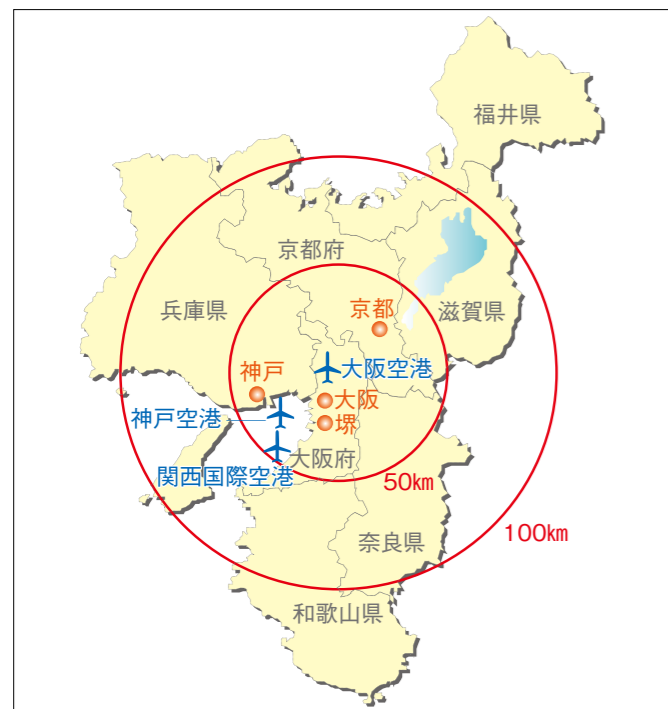 福井県
京都府
兵庫県
京都
滋賀県
大阪空港
神戸
大阪
神戸空港
堺
大阪府
関西国際空港
50km
100km
奈良県
和歌山県